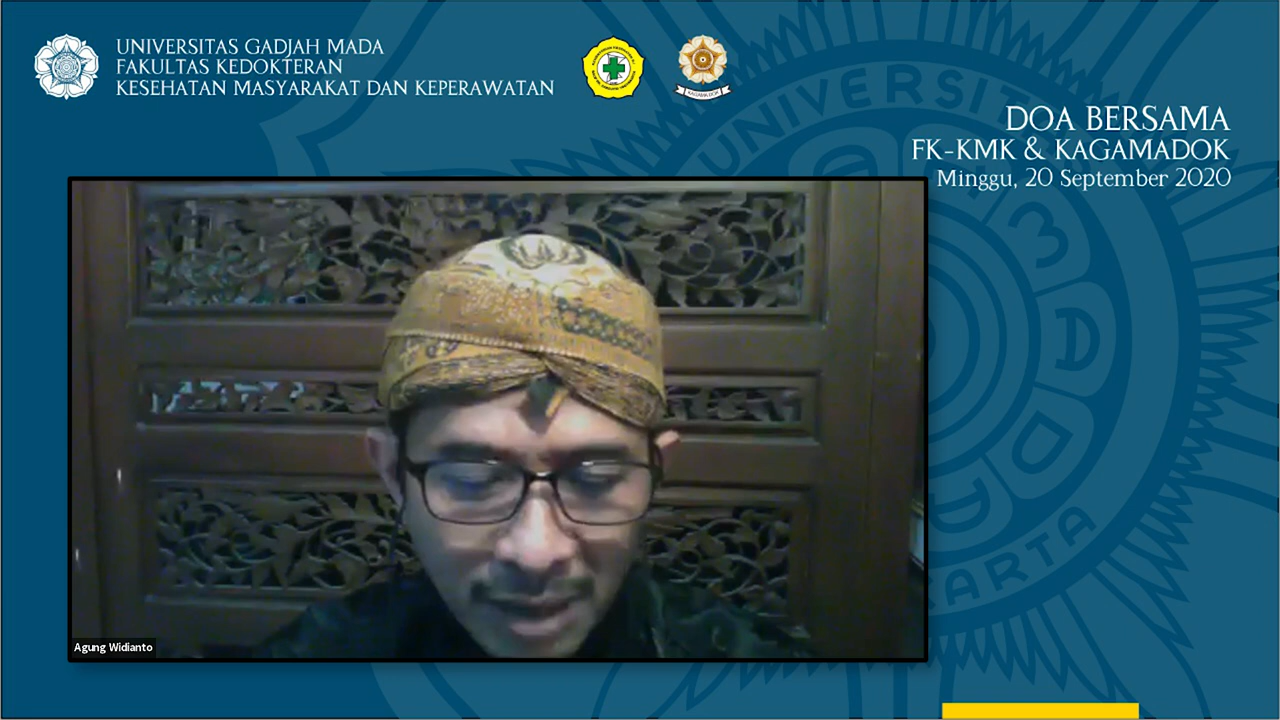 UNIVERSITAS GADJAH MADA
FAKULTAS KEDOKTERAN
KESEHATAN MASYARAKAT DAN KEPERAWATAN
KAGAMADOK
DOA BERSAMA
FK-KMK & KAGAMADOK
Minggu, 20 September 2020
Agung Widianto